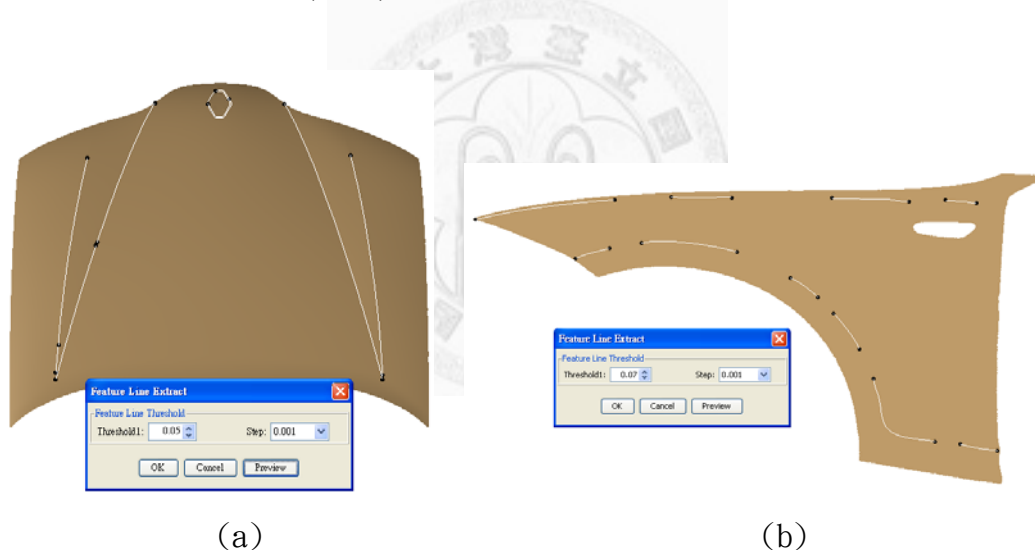 Feature Line Extract
Feature Line Threshold
Threshold1: 0.05 Step: 0.001
OK Cancel Preview
(a)
Feature Line Extract
Feature Line Threshold
Threshold1: 0.07 Step: 0.001
OK Cancel Preview
(b)